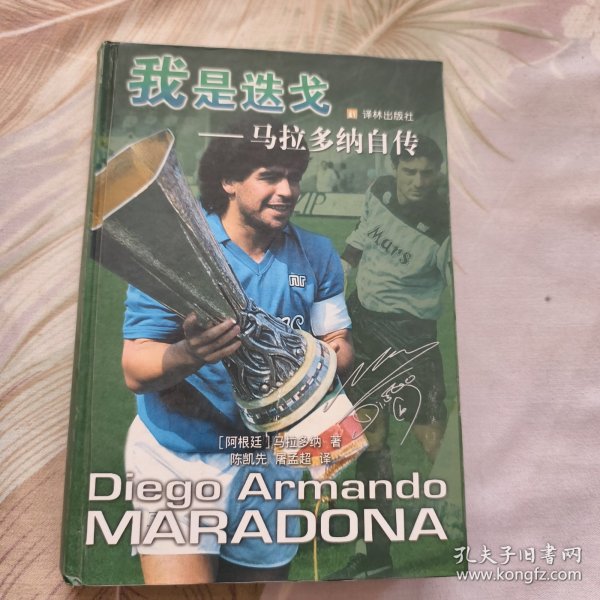 我是迭戈
译林出版社
——马拉多纳自传
Mars
[阿根廷]马拉多纳 著
陈凯先 屠孟超 译
Diego Armando
MARADONA
孔夫子旧书网
www.kongfz.com